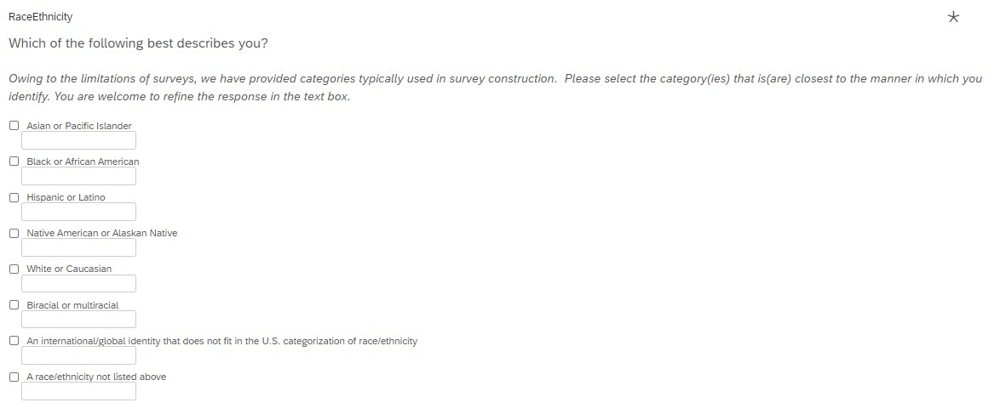 RaceEthnicity
*
Which of the following best describes you?
Owing to the limitations of surveys, we have provided categories typically used in survey construction.  Please select the category(ies) that is(are) closest to the manner in which you
identify. You are welcome to refine the response in the text box.
Asian or Pacific Islander
Black or African American
Hispanic or Latino
Native American or Alaskan Native
White or Caucasian
Biracial or multiracial
An international/global identity that does not fit in the U.S. categorization of race/ethnicity
A race/ethnicity not listed above